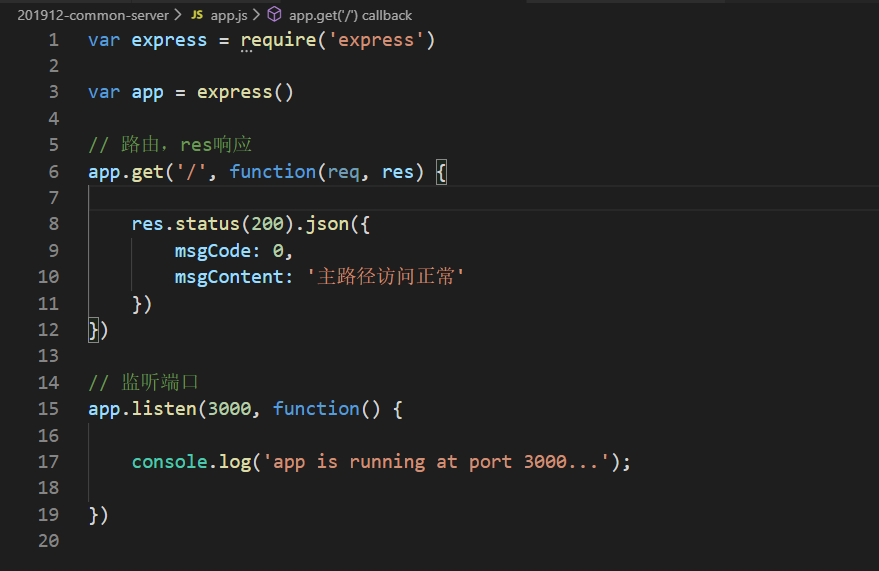 201912-common-server > JS app.js > app.get('/') callback
1 var express = require('express')
2
3 var app = express()
4
5 // 路由，res响应
6 app.get('/', function(req, res) {
7
8     res.status(200).json({
9         msgCode: 0,
10         msgContent: '主路径访问正常'
11     })
12 })
13
14 // 监听端口
15 app.listen(3000, function() {
16
17     console.log('app is running at port 3000...');
18
19 })
20